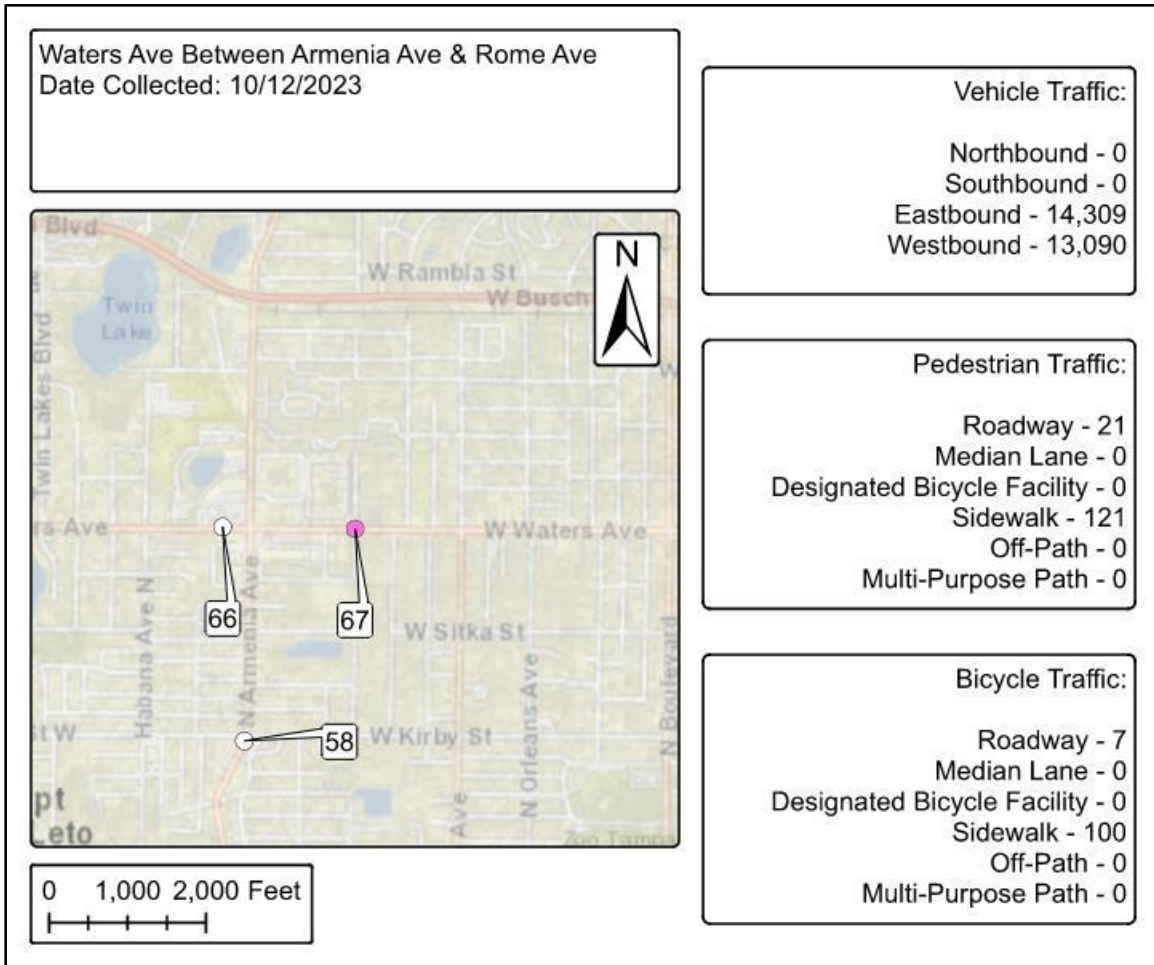 Waters Ave Between Armenia Ave & Rome Ave
Date Collected: 10/12/2023
Vehicle Traffic:
Northbound - 0
Southbound - 0
Eastbound - 14,309
Westbound - 13,090
Pedestrian Traffic:
Roadway - 21
Median Lane - 0
Designated Bicycle Facility - 0
Sidewalk - 121
Off-Path - 0
Multi-Purpose Path - 0
Bicycle Traffic:
Roadway - 7
Median Lane - 0
Designated Bicycle Facility - 0
Sidewalk - 100
Off-Path - 0
Multi-Purpose Path - 0
Blvd
N
W Rambla St
W Busch
Twin
Lake
Twin Lakes Blvd
rs Ave
W Waters Ave
66
67
Habana Ave N
N Armenia Ave
W Sitka St
N Orleans Ave
N Boulevard
St W
58
W Kirby St
Ave
pt
Leto
Zoo Tampa
0 1,000 2,000 Feet